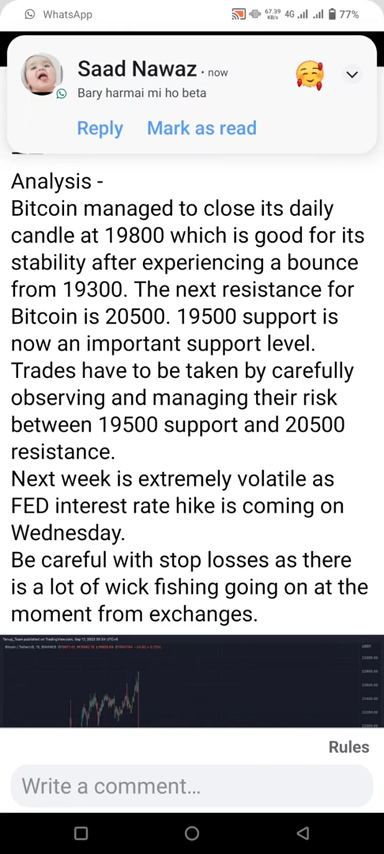 WhatsApp
67.39
KB/s
4G
77%
Saad Nawaz · now
Bary harmai mi ho beta
Reply Mark as read
Analysis -
Bitcoin managed to close its daily
candle at 19800 which is good for its
stability after experiencing a bounce
from 19300. The next resistance for
Bitcoin is 20500. 19500 support is
now an important support level.
Trades have to be taken by carefully
observing and managing their risk
between 19500 support and 20500
resistance.
Next week is extremely volatile as
FED interest rate hike is coming on
Wednesday.
Be careful with stop losses as there
is a lot of wick fishing going on at the
moment from exchanges.
Rules
Write a comment...